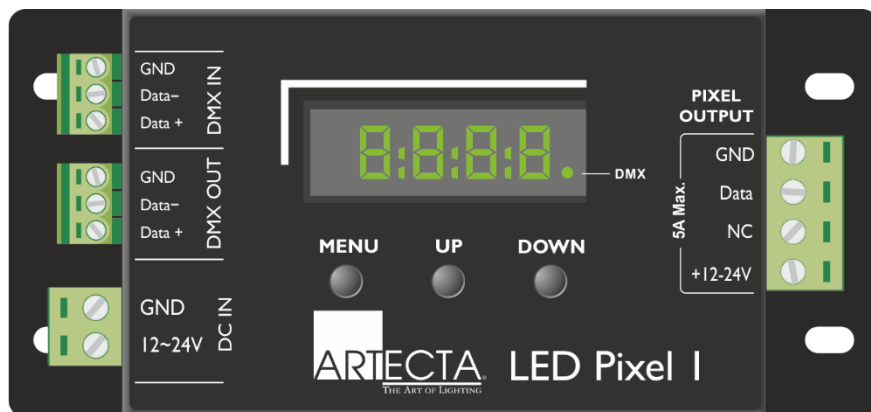 GND
Data–
Data +
DMX IN
GND
Data–
Data +
DMX OUT
GND
12~24V
DC IN
8:8:8:8.
DMX
MENU
UP
DOWN
ARTECTA
THE ART OF LIGHTING
LED Pixel 1
PIXEL
OUTPUT
5A Max.
GND
Data
NC
+12-24V